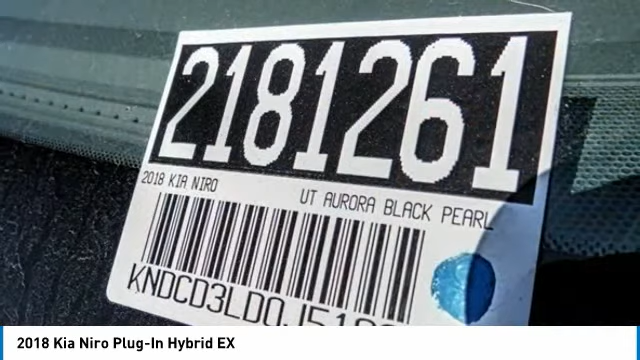 2181261
2018 KIA NIRO
UT AURORA BLACK PEARL
2018 Kia Niro Plug-In Hybrid EX